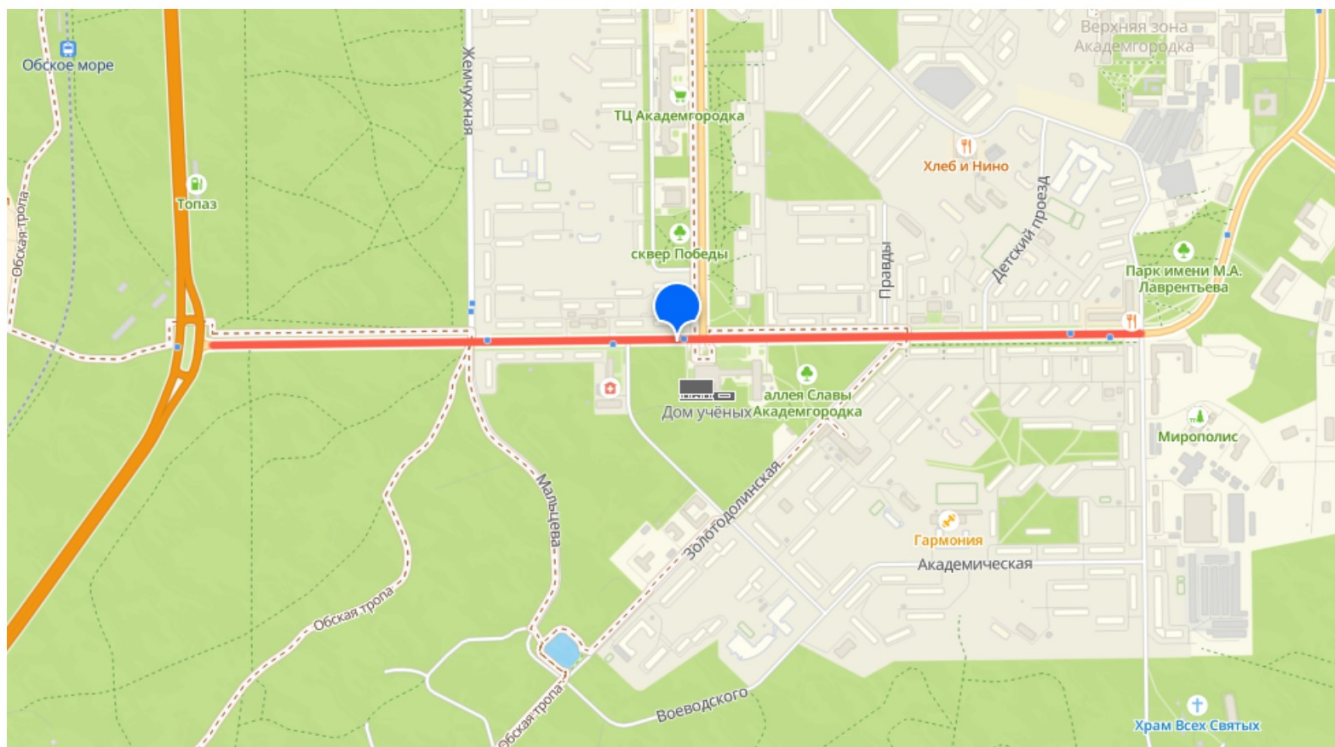 Верхняя зона
Академгородка
Обское море
Жемчужная
ТЦ Академгородка
Хлеб и Нино
Топаз
Обская тропа
Детский проезд
сквер Победы
Правды
Парк имени М.А.
Лаврентьева
аллея Славы
Академгородка
Дом учёных
Мирополис
Мальцева
Золотодолинская
Гармония
Академическая
Обская тропа
Воеводского
Обская тропа
Храм Всех Святых